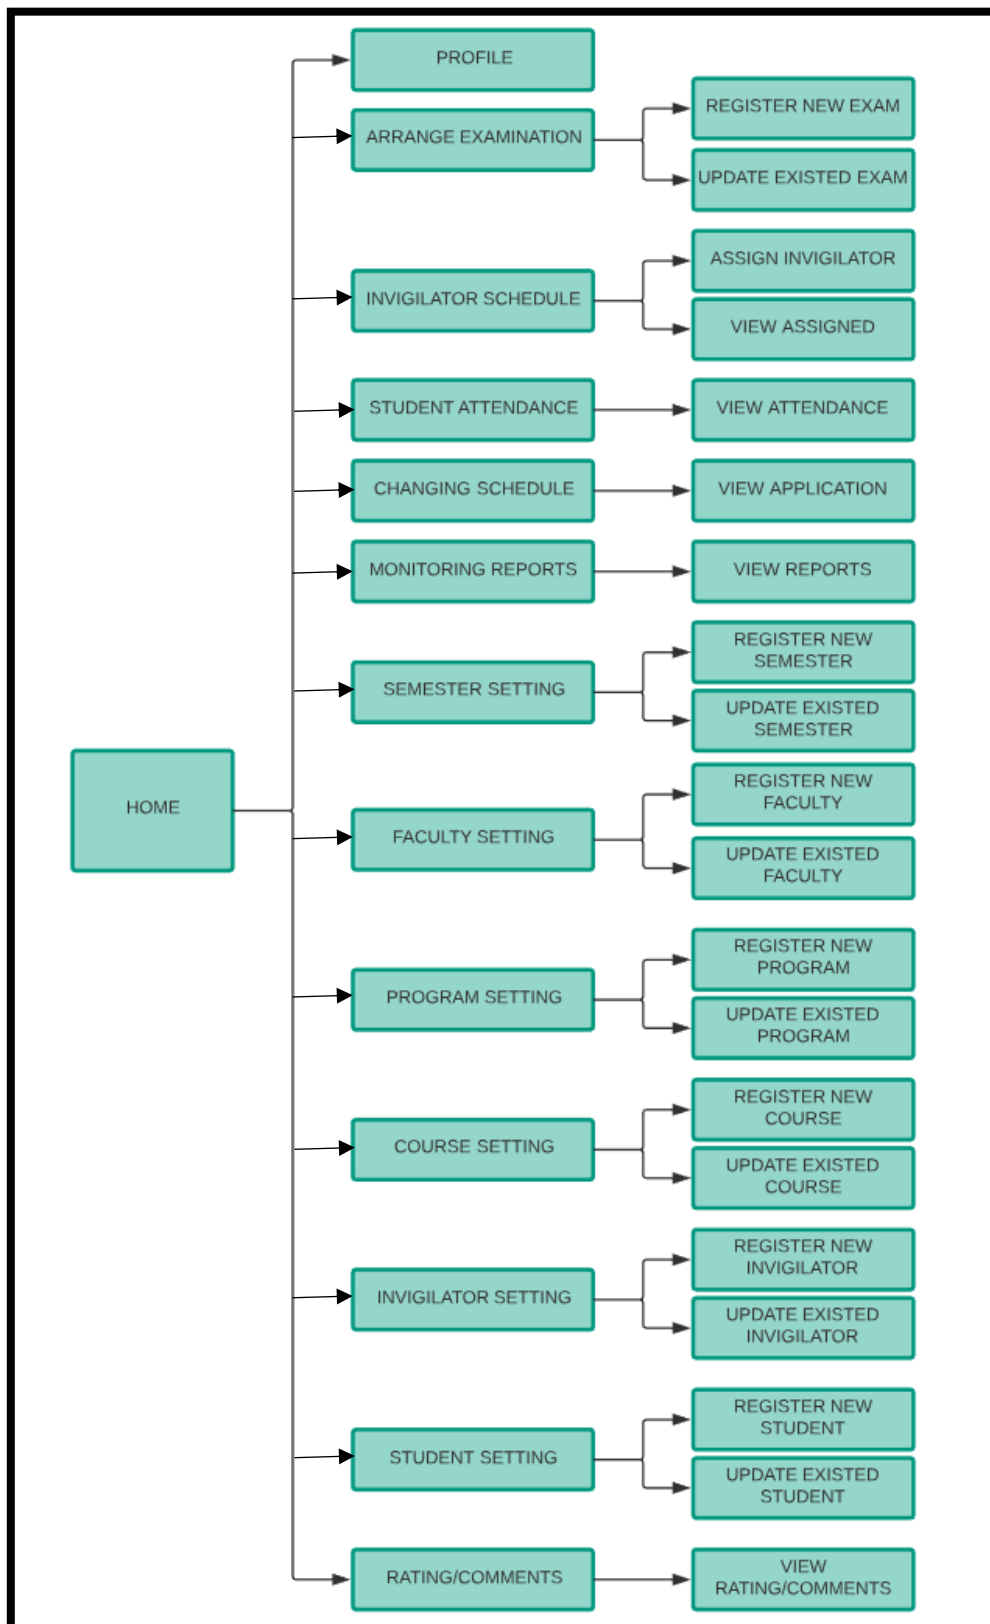 PROFILE
REGISTER NEW EXAM
ARRANGE EXAMINATION
UPDATE EXISTED EXAM
ASSIGN INVIGILATOR
INVIGILATOR SCHEDULE
VIEW ASSIGNED
STUDENT ATTENDANCE
VIEW ATTENDANCE
CHANGING SCHEDULE
VIEW APPLICATION
MONITORING REPORTS
VIEW REPORTS
REGISTER NEW
SEMESTER
SEMESTER SETTING
UPDATE EXISTED
SEMESTER
HOME
REGISTER NEW
FACULTY
FACULTY SETTING
UPDATE EXISTED
FACULTY
REGISTER NEW
PROGRAM
PROGRAM SETTING
UPDATE EXISTED
PROGRAM
REGISTER NEW
COURSE
COURSE SETTING
UPDATE EXISTED
COURSE
REGISTER NEW
INVIGILATOR
INVIGILATOR SETTING
UPDATE EXISTED
INVIGILATOR
REGISTER NEW
STUDENT
STUDENT SETTING
UPDATE EXISTED
STUDENT
RATING/COMMENTS
VIEW
RATING/COMMENTS